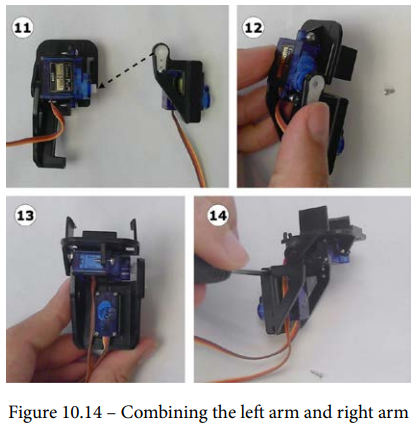 11
12
13
14
Figure 10.14 – Combining the left arm and right arm